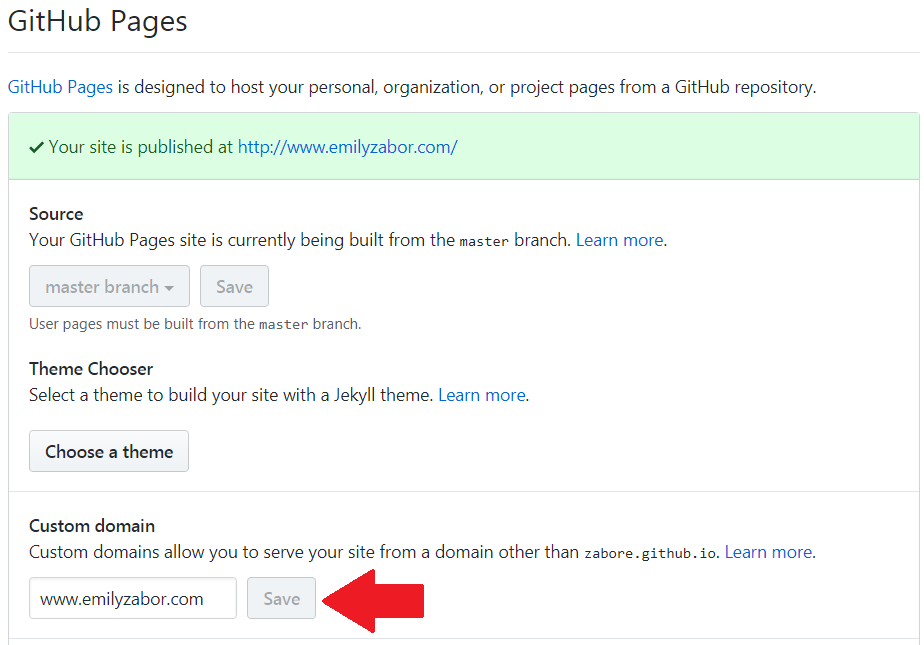 GitHub Pages
GitHub Pages is designed to host your personal, organization, or project pages from a GitHub repository.
Your site is published at http://www.emilyzabor.com/
Source
Your GitHub Pages site is currently being built from the master branch. Learn more.
master branch Save
User pages must be built from the master branch.
Theme Chooser
Select a theme to build your site with a Jekyll theme. Learn more.
Choose a theme
Custom domain
Custom domains allow you to serve your site from a domain other than zabore.github.io. Learn more.
www.emilyzabor.com Save